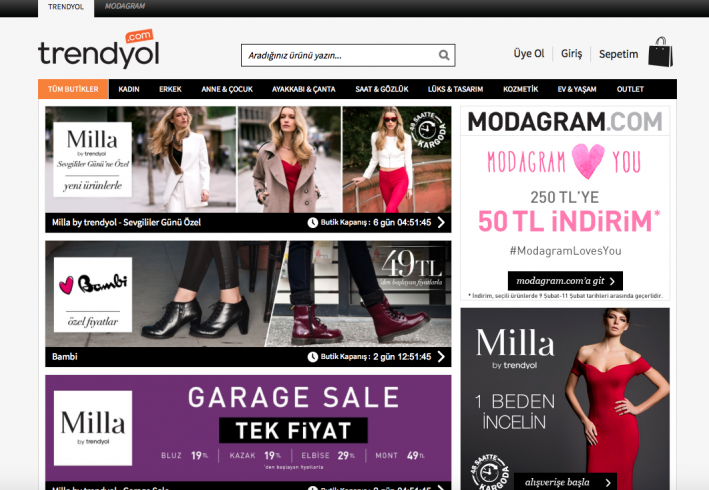 TRENDYOL
MODAGRAM
trendyol
.com
Aradığınız ürünü yazın...
Üye Ol
Giriş
Sepetim
TÜM BUTİKLER
KADIN
ERKEK
ANNE & ÇOCUK
AYAKKABI & ÇANTA
SAAT & GÖZLÜK
LÜKS & TASARIM
KOZMETİK
EV & YAŞAM
OUTLET
Milla
by trendyol
Sevgililer Günü'ne Özel
yeni ürünlerle
48 SAATTE KARGODA
Milla by trendyol - Sevgililer Günü Özel
Butik Kapanış : 6 gün 04:51:45
Bambi
özel fiyatlar
49TL
'den başlayan fiyatlarla
Bambi
Butik Kapanış : 2 gün 12:51:45
Milla
by trendyol
GARAGE SALE
TEK FİYAT
BLUZ 19TL | KAZAK 19TL | ELBİSE 29TL | MONT 49TL
'den başlayan fiyatlarla
Milla by trendyol - Garage Sale
MODAGRAM.COM
MODAGRAM YOU
250 TL'YE
50 TL İNDİRİM*
#ModagramLovesYou
modagram.com'a git
* İndirim, seçili ürünlerde 9 Şubat-11 Şubat tarihleri arasında geçerlidir.
Milla
by trendyol
1 BEDEN
İNCELİN
48 SAATTE KARGODA
alışverişe başla